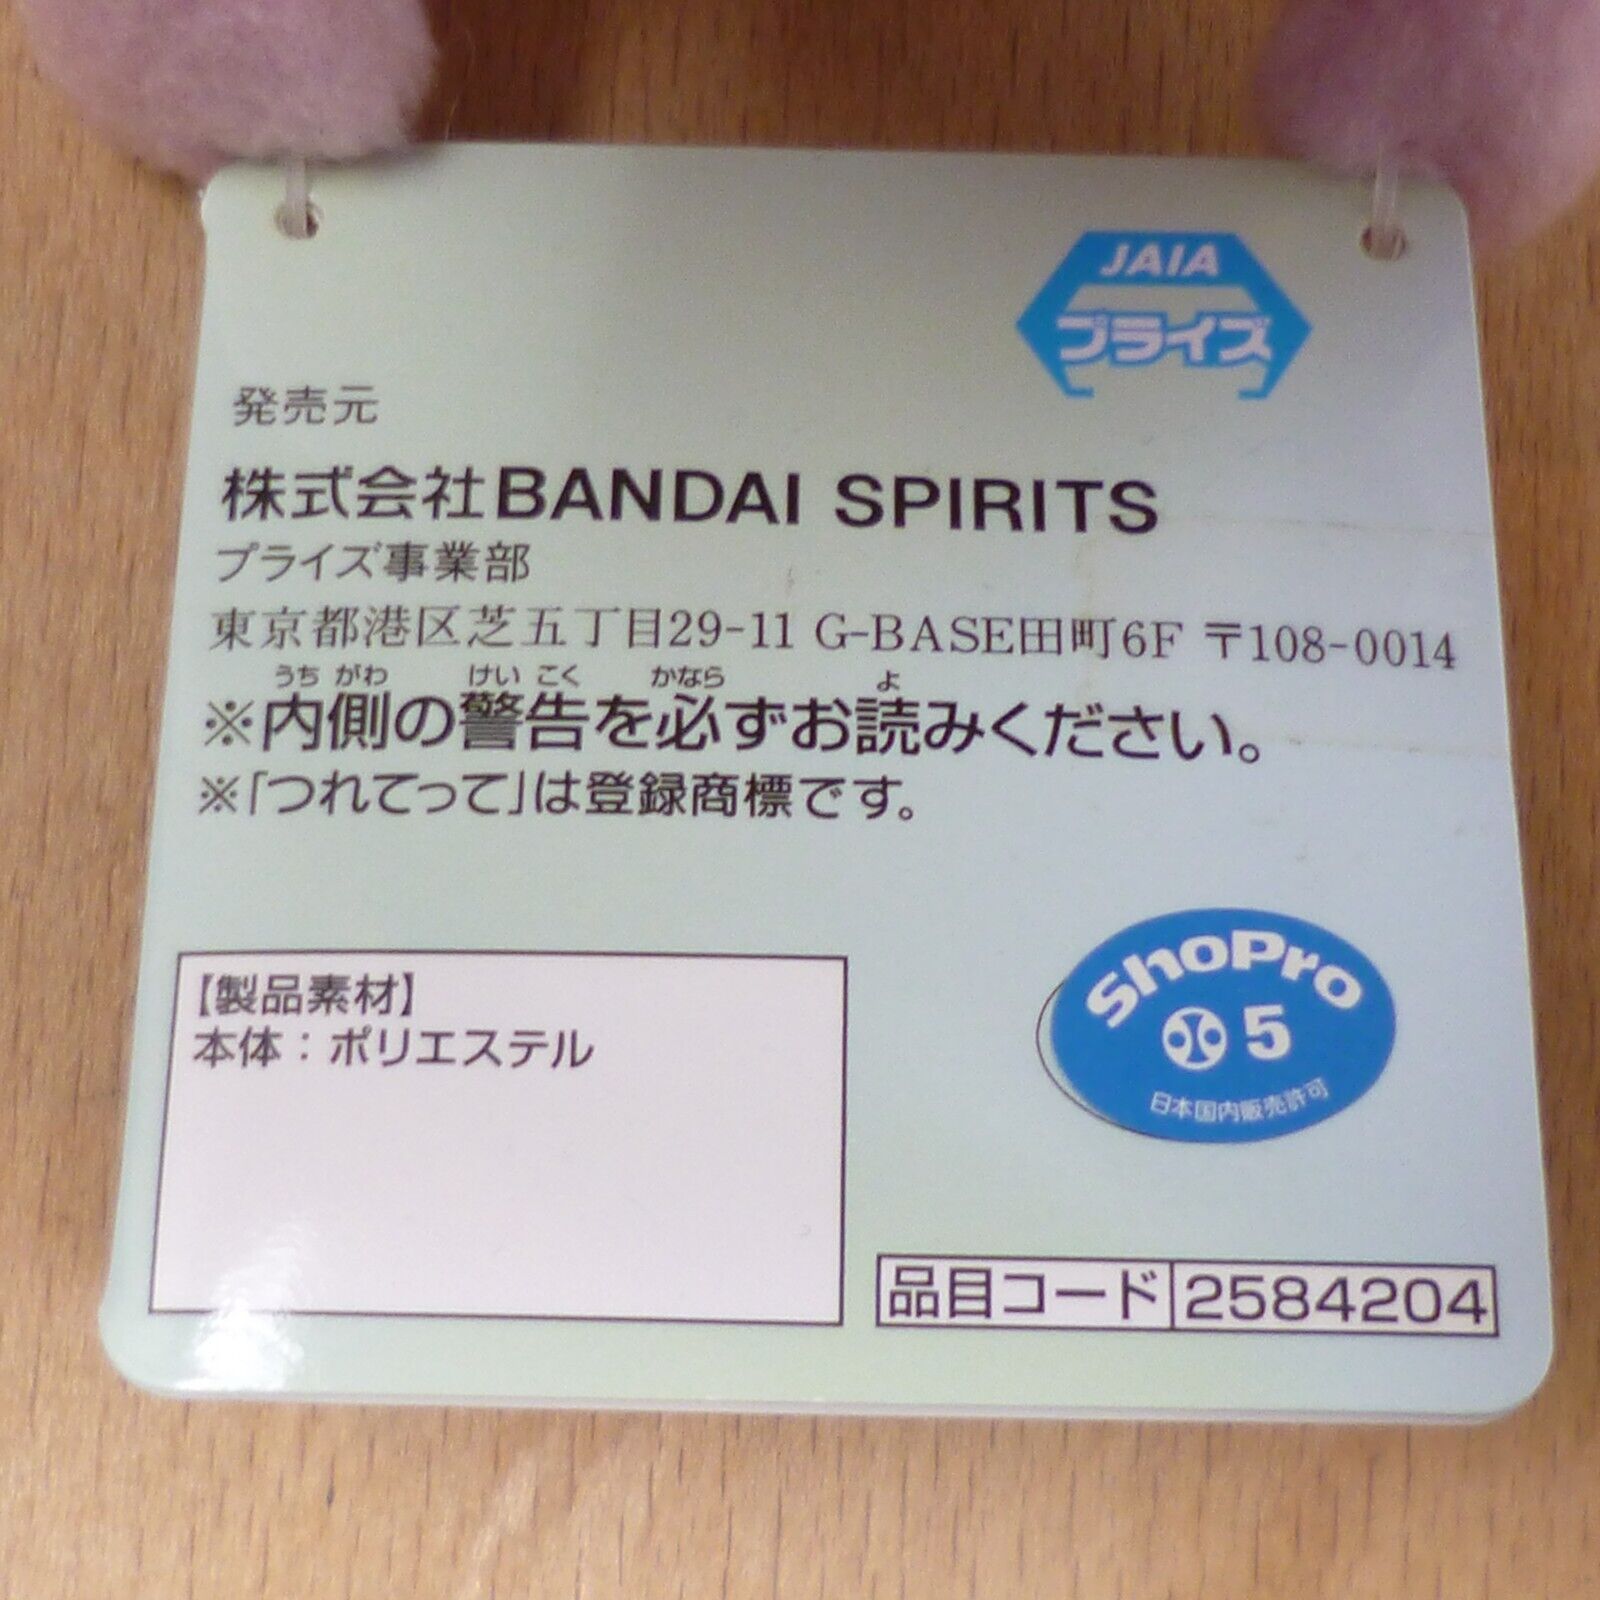 JAIA
プライズ
発売元
株式会社BANDAI SPIRITS
プライズ事業部
東京都港区芝五丁目29-11 G-BASE田町6F 〒108-0014
うちがわ けいこく かなら よ
※内側の警告を必ずお読みください。
※「つれてって」は登録商標です。
【製品素材】
本体：ポリエステル
ShoPro
5
日本国内販売許可
品目コード 2584204